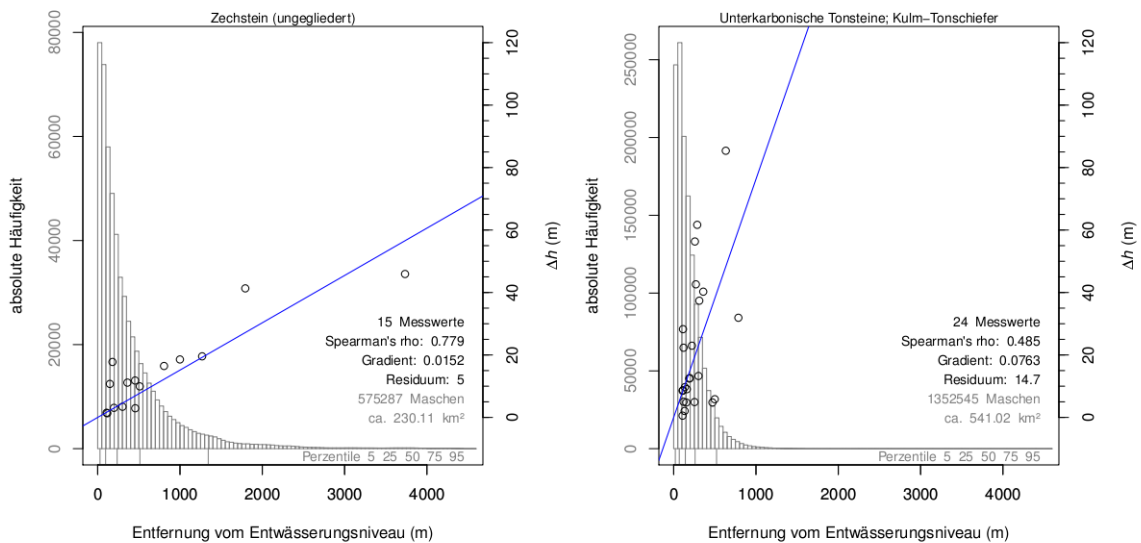 Zechstein (ungegliedert)
absolute Häufigkeit
80000
60000
40000
20000
0
120
100
80
60
40
20
0
Δh (m)
15 Messwerte
Spearman's rho: 0.779
Gradient: 0.0152
Residuum: 5
575287 Maschen
ca. 230.11 km²
Perzentile 5 25 50 75 95
0 1000 2000 3000 4000
Entfernung vom Entwässerungsniveau (m)
Unterkarbonische Tonsteine; Kulm−Tonschiefer
absolute Häufigkeit
250000
200000
150000
100000
50000
0
120
100
80
60
40
20
0
Δh (m)
24 Messwerte
Spearman's rho: 0.485
Gradient: 0.0763
Residuum: 14.7
1352545 Maschen
ca. 541.02 km²
Perzentile 5 25 50 75 95
0 1000 2000 3000 4000
Entfernung vom Entwässerungsniveau (m)